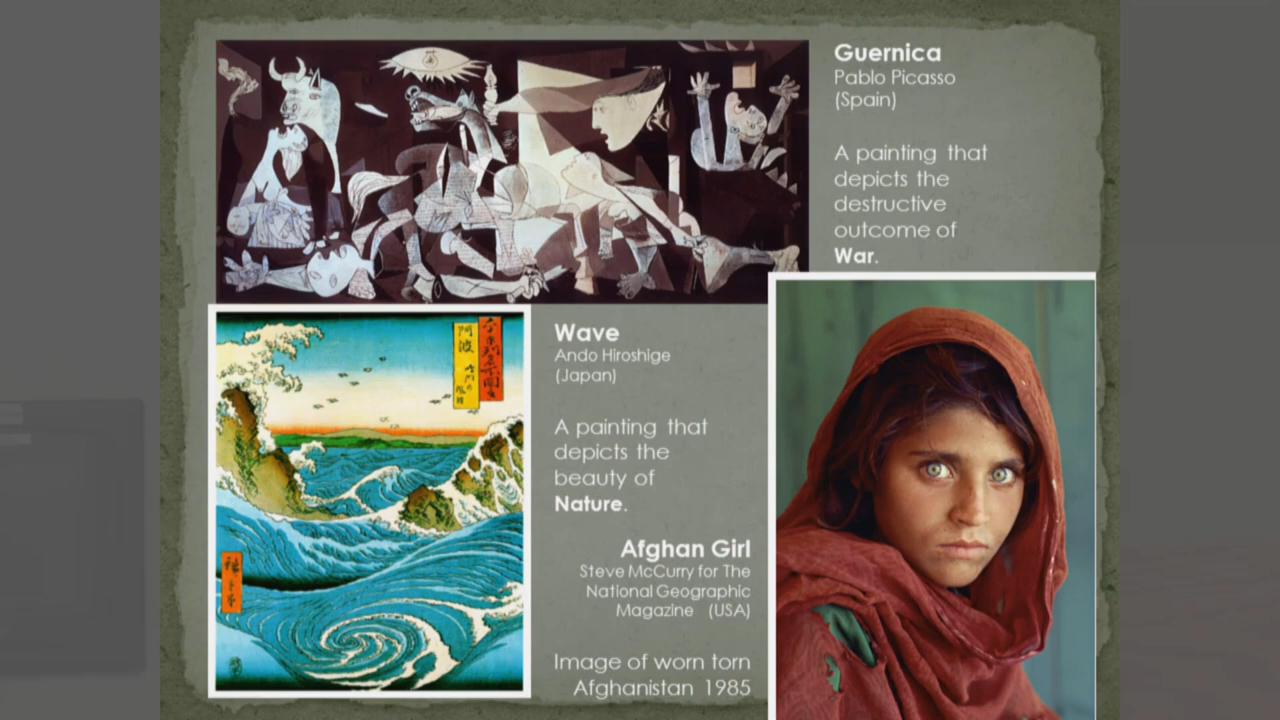 Guernica
Pablo Picasso
(Spain)
A painting that
depicts the
destructive
outcome of
War.
Wave
Ando Hiroshige
(Japan)
A painting that
depicts the
beauty of
Nature.
Afghan Girl
Steve McCurry for The
National Geographic
Magazine (USA)
Image of worn torn
Afghanistan 1985
阿波